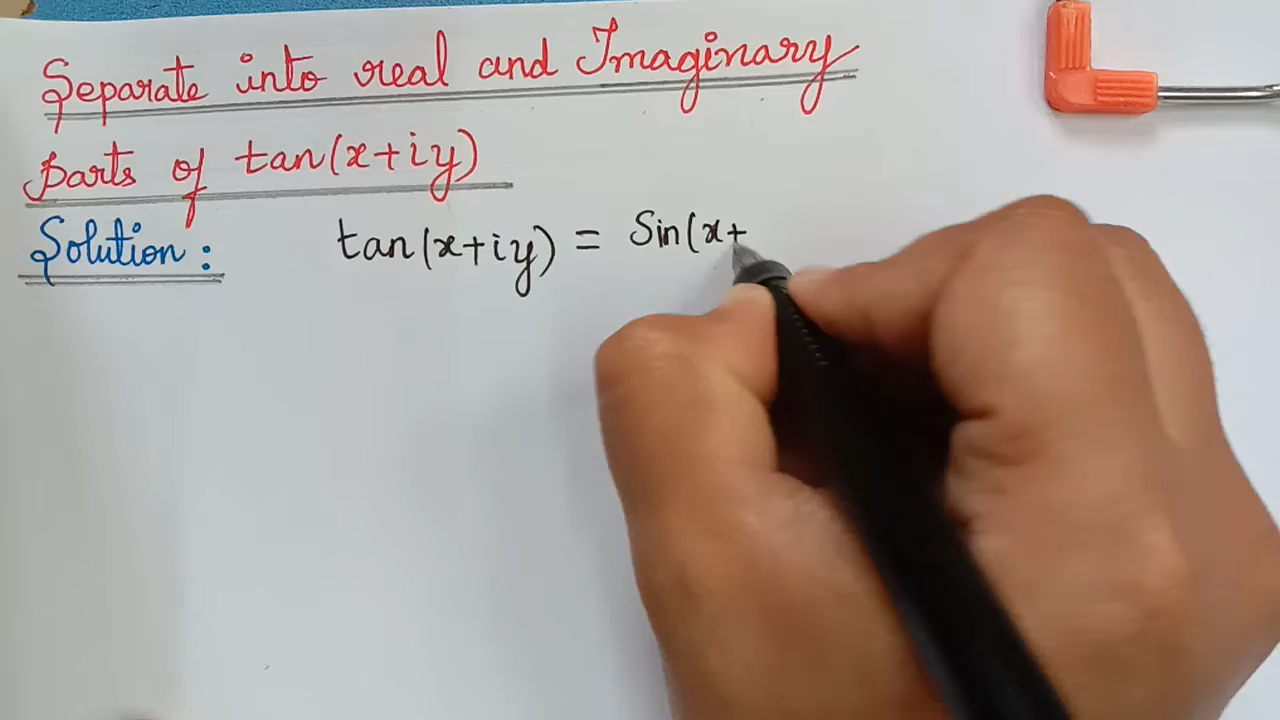 Separate into real and Imaginary
parts of tan(x+iy)
Solution : tan(x+iy) = Sin(x+